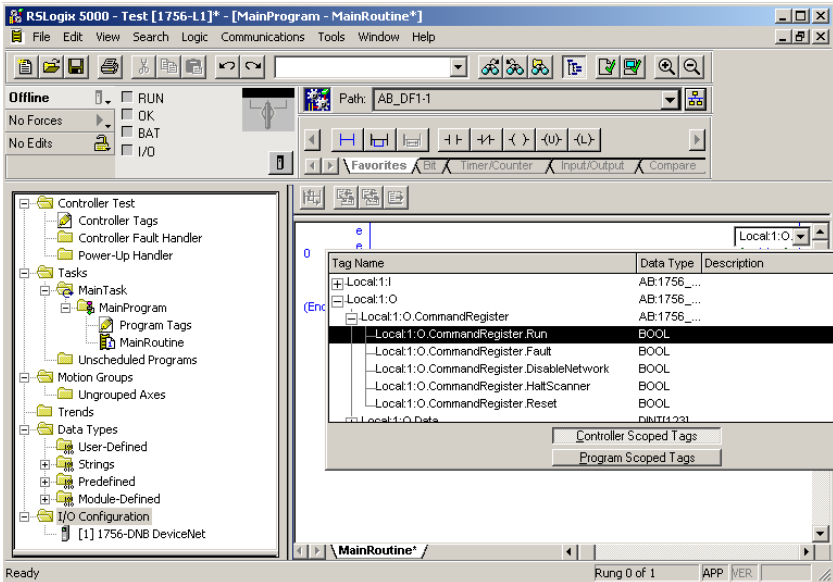 RSLogix 5000 - Test [1756-L1]* - [MainProgram - MainRoutine*]
File Edit View Search Logic Communications Tools Window Help
Offline
RUN
No Forces
OK
BAT
No Edits
I/O
Path: AB_DF1-1
Favorites Bit Timer/Counter Input/Output Compare
Controller Test
Controller Tags
Controller Fault Handler
Power-Up Handler
Tasks
MainTask
MainProgram
Program Tags
MainRoutine
Unscheduled Programs
Motion Groups
Ungrouped Axes
Trends
Data Types
User-Defined
Strings
Predefined
Module-Defined
I/O Configuration
[1] 1756-DNB DeviceNet
e
0
e
(End
Local:1:O.
Tag Name Data Type Description
Local:1:I AB:1756_...
Local:1:O AB:1756_...
Local:1:O.CommandRegister AB:1756_...
Local:1:O.CommandRegister.Run BOOL
Local:1:O.CommandRegister.Fault BOOL
Local:1:O.CommandRegister.DisableNetwork BOOL
Local:1:O.CommandRegister.HaltScanner BOOL
Local:1:O.CommandRegister.Reset BOOL
Local:1:O.Data DINT[123]
Controller Scoped Tags
Program Scoped Tags
MainRoutine*
Ready
Rung 0 of 1 APP VER